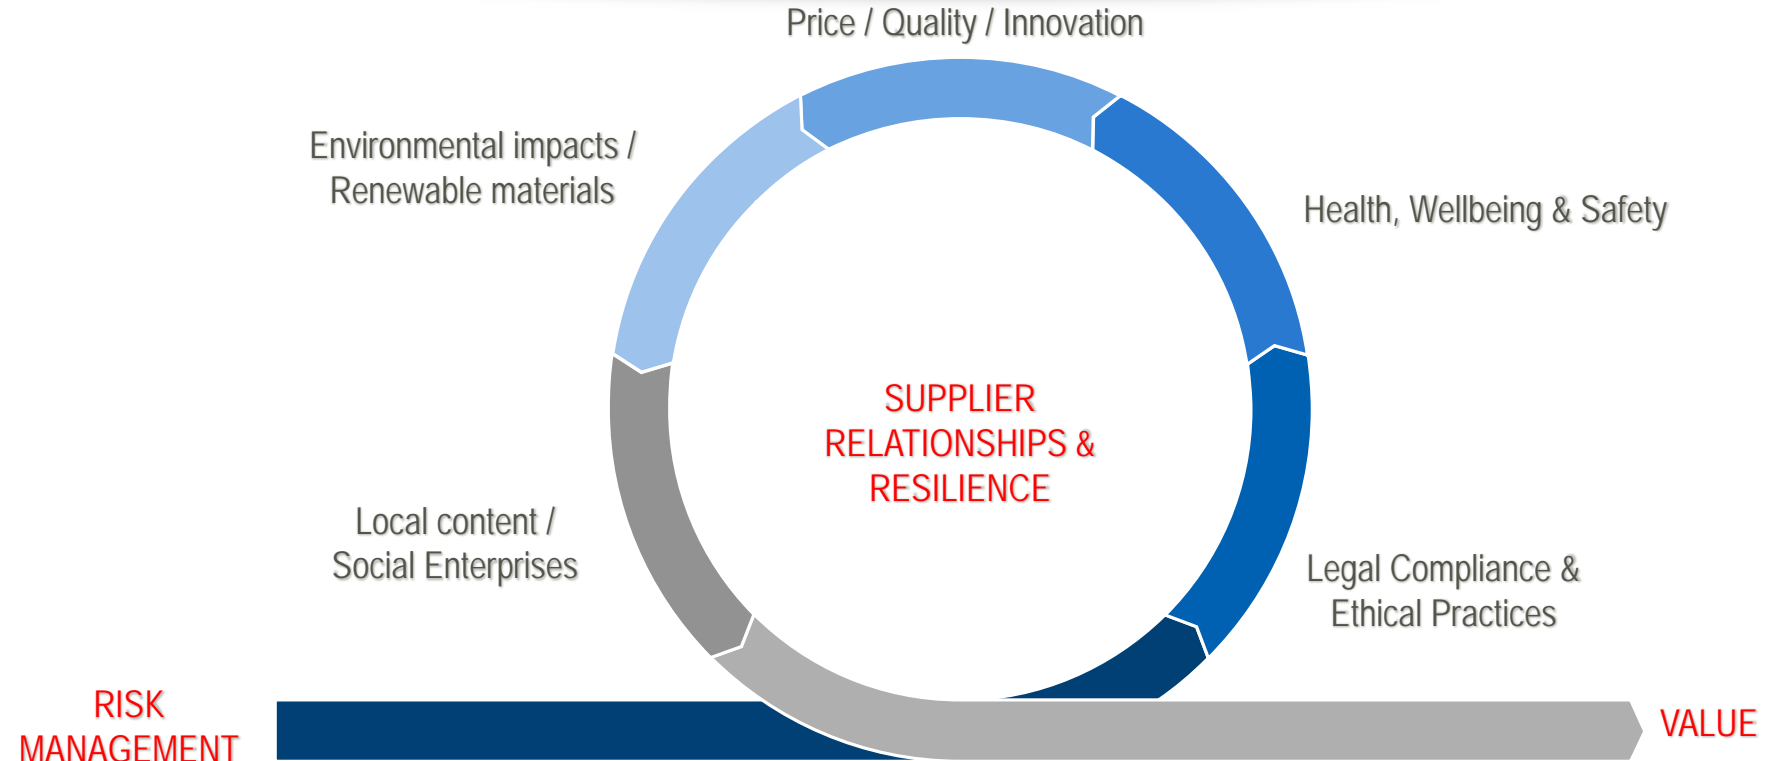 Price / Quality / Innovation
Environmental impacts /
Renewable materials
Health, Wellbeing & Safety
SUPPLIER
RELATIONSHIPS &
RESILIENCE
Local content /
Social Enterprises
Legal Compliance &
Ethical Practices
RISK
MANAGEMENT
VALUE